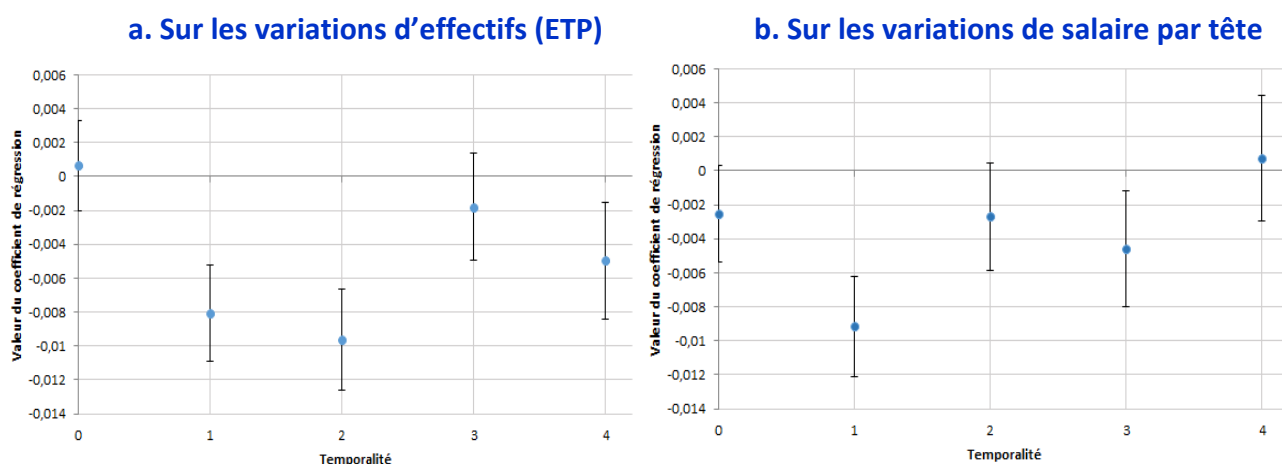 a. Sur les variations d’effectifs (ETP)
Valeur du coefficient de régression
0,006
0,004
0,002
0
-0,002
-0,004
-0,006
-0,008
-0,01
-0,012
-0,014
0 1 2 3 4
Temporalité
b. Sur les variations de salaire par tête
Valeur du coefficient de régression
0,006
0,004
0,002
0
-0,002
-0,004
-0,006
-0,008
-0,01
-0,012
-0,014
0 1 2 3 4
Temporalité